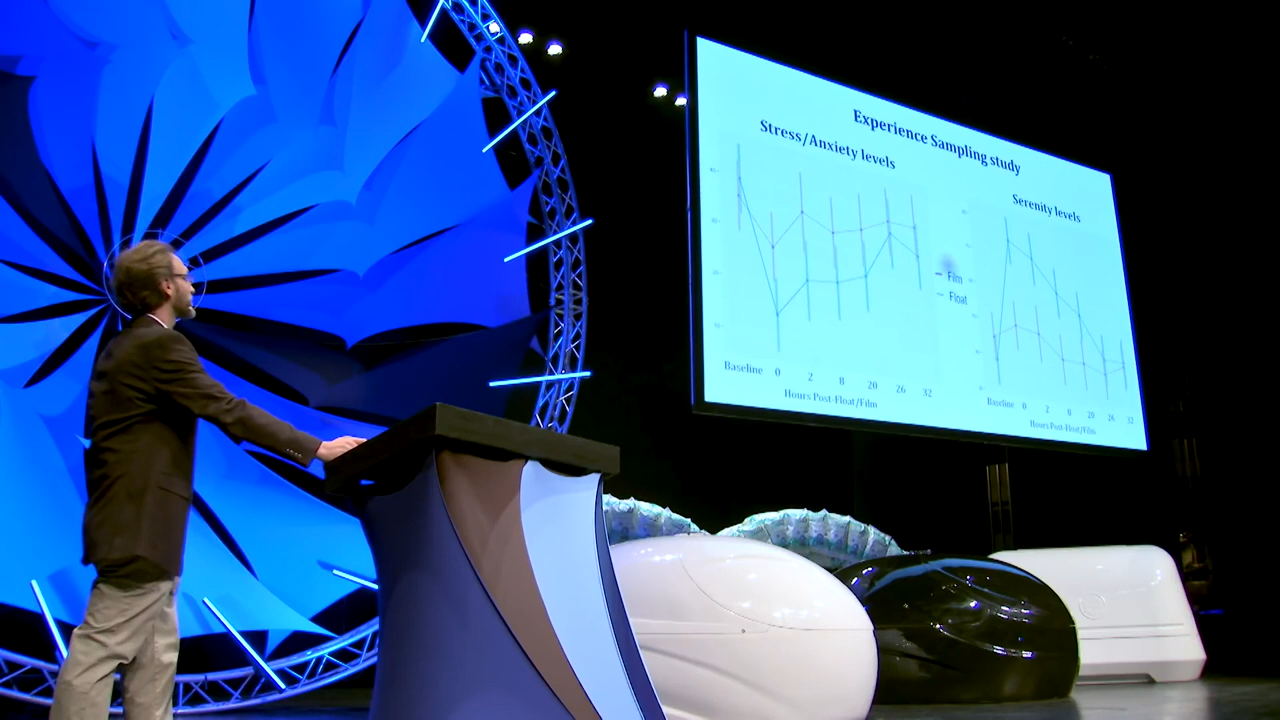 Experience Sampling study
Stress/Anxiety levels
Serenity levels
Film
Float
Baseline 0 2 8 20 26 32
Hours Post-Float/Film
Baseline 0 2 8 20 26 32
Hours Post-Float/Film